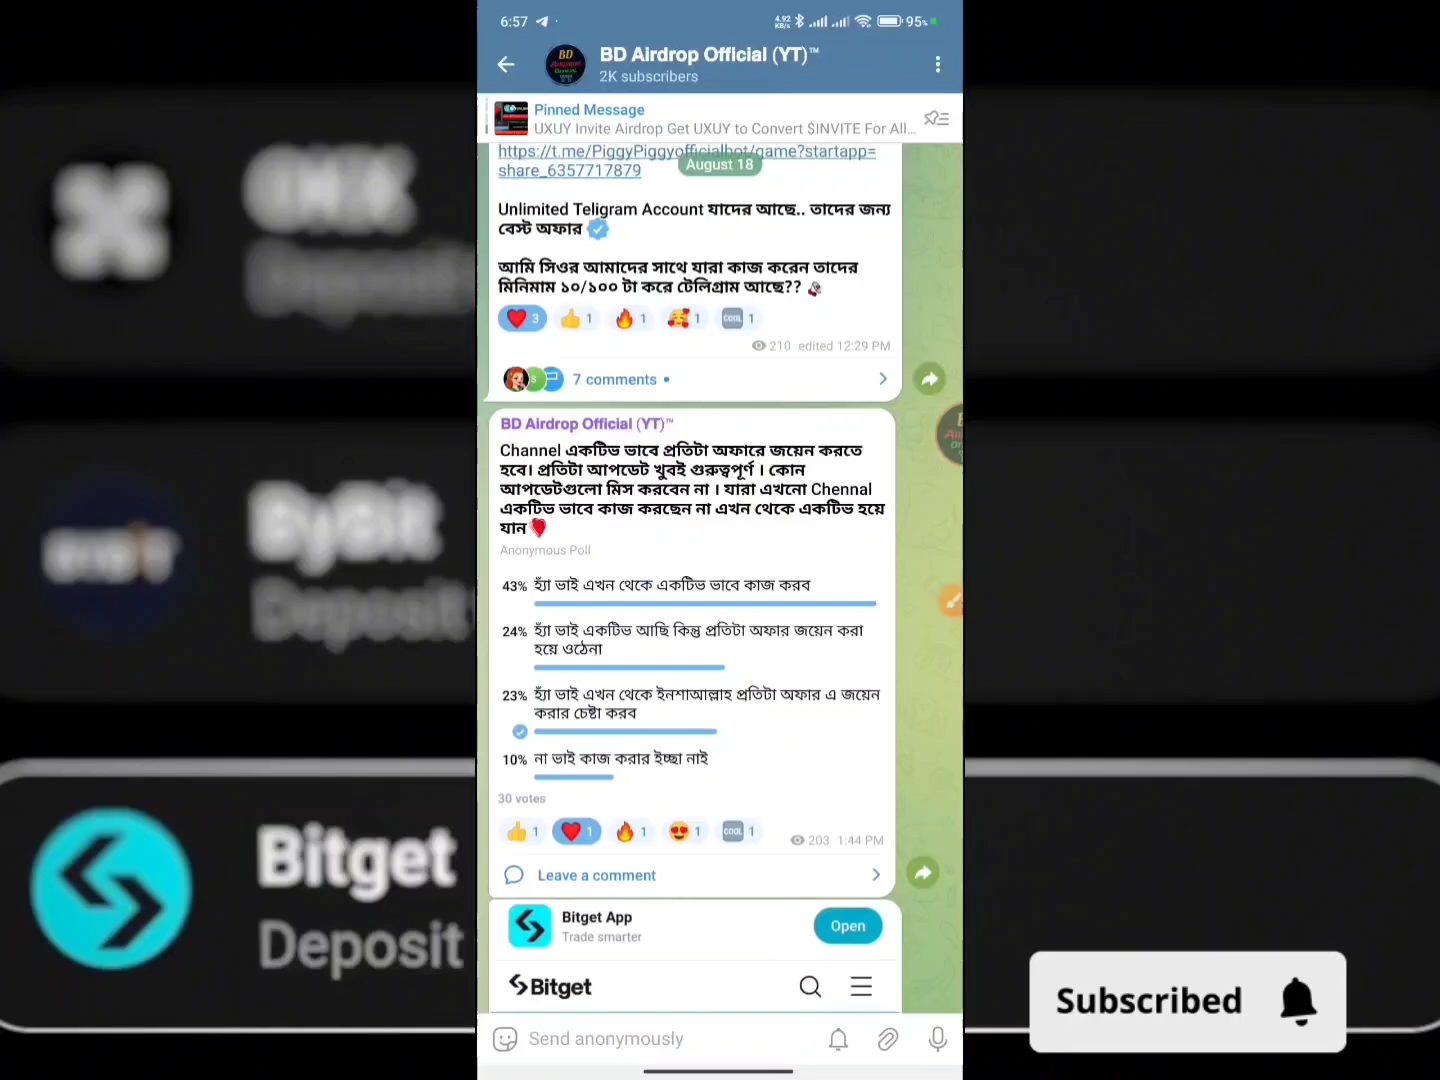 6:57
4.92
KB/s
95%
BD Airdrop Official (YT)™
2K subscribers
Pinned Message
UXUY Invite Airdrop Get UXUY to Convert $INVITE For All...
https://t.me/PiggyPiggyofficialbot/game?startapp=
share_6357717879
August 18
Unlimited Teligram Account যাদের আছে.. তাদের জন্য
বেস্ট অফার
আমি সিওর আমাদের সাথে যারা কাজ করেন তাদের
মিনিমাম ১০/১০০ টা করে টেলিগ্রাম আছে??
3 1 1 1 COOL 1
210 edited 12:29 PM
7 comments
BD Airdrop Official (YT)™
Channel একটিভ ভাবে প্রতিটা অফারে জয়েন করতে
হবে। প্রতিটা আপডেট খুবই গুরুত্বপূর্ণ । কোন
আপডেটগুলো মিস করবেন না । যারা এখনো Chennal
একটিভ ভাবে কাজ করছেন না এখন থেকে একটিভ হয়ে
যান
Anonymous Poll
43% হ্যাঁ ভাই এখন থেকে একটিভ ভাবে কাজ করব
24% হ্যাঁ ভাই একটিভ আছি কিন্তু প্রতিটা অফার জয়েন করা
হয়ে ওঠেনা
23% হ্যাঁ ভাই এখন থেকে ইনশাআল্লাহ প্রতিটা অফার এ জয়েন
করার চেষ্টা করব
10% না ভাই কাজ করার ইচ্ছা নাই
30 votes
1 1 1 1 COOL 1
203 1:44 PM
Leave a comment
Bitget App
Trade smarter
Open
Bitget
Send anonymously
ByBit
Deposit
Bitget
Deposit
Subscribed